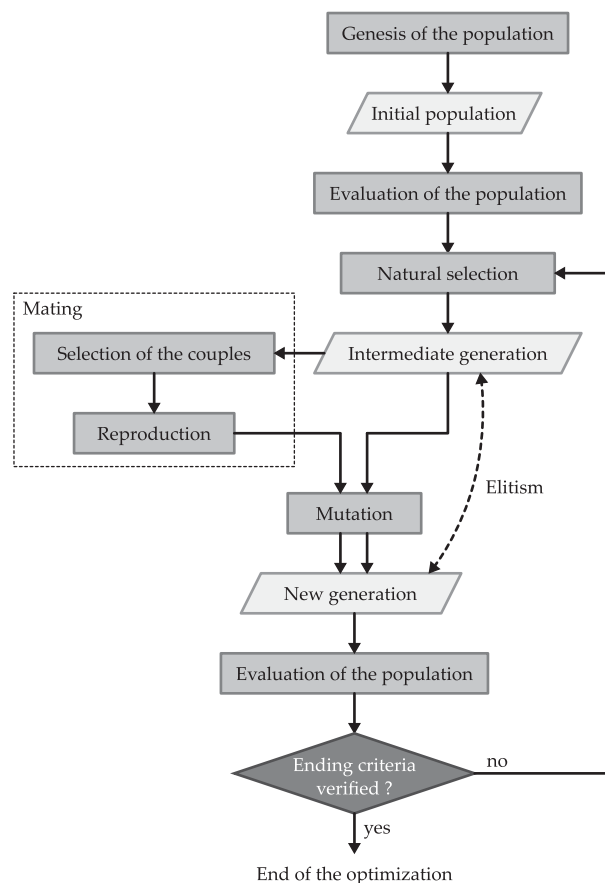 Genesis of the population
Initial population
Evaluation of the population
Natural selection
Mating
Selection of the couples
Intermediate generation
Reproduction
Elitism
Mutation
New generation
Evaluation of the population
Ending criteria
verified ?
no
yes
End of the optimization